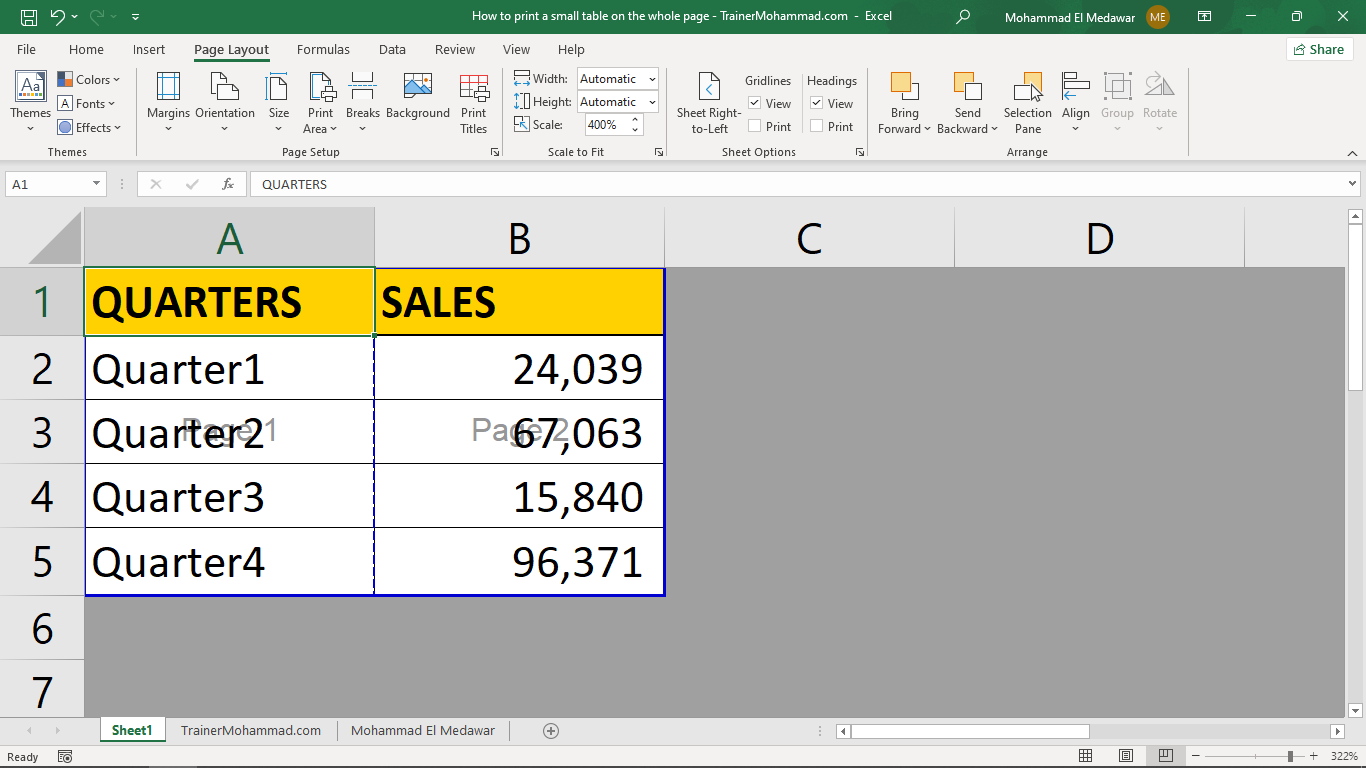 How to print a small table on the whole page - TrainerMohammad.com - Excel
Mohammad El Medawar ME
File Home Insert Page Layout Formulas Data Review View Help Share
Themes Colors Fonts Effects
Themes
Margins Orientation Size Print Area Breaks Background Print Titles
Page Setup
Width: Automatic
Height: Automatic
Scale: 400%
Scale to Fit
Sheet Right-to-Left
Gridlines Headings
View View
Print Print
Sheet Options
Bring Forward Send Backward Selection Pane Align Group Rotate
Arrange
A1 fx QUARTERS
A B C D
1 QUARTERS SALES
2 Quarter1 24,039
3 Quarter2 67,063
Page 1 Page 2
4 Quarter3 15,840
5 Quarter4 96,371
6
7
Sheet1 TrainerMohammad.com Mohammad El Medawar
Ready 322%